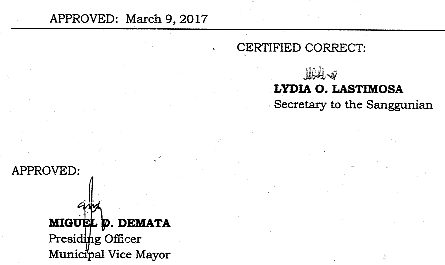 APPROVED: March 9, 2017
CERTIFIED CORRECT:
LYDIA O. LASTIMOSA
Secretary to the Sanggunian
APPROVED:
MIGUEL D. DEMATA
Presiding Officer
Municipal Vice Mayor